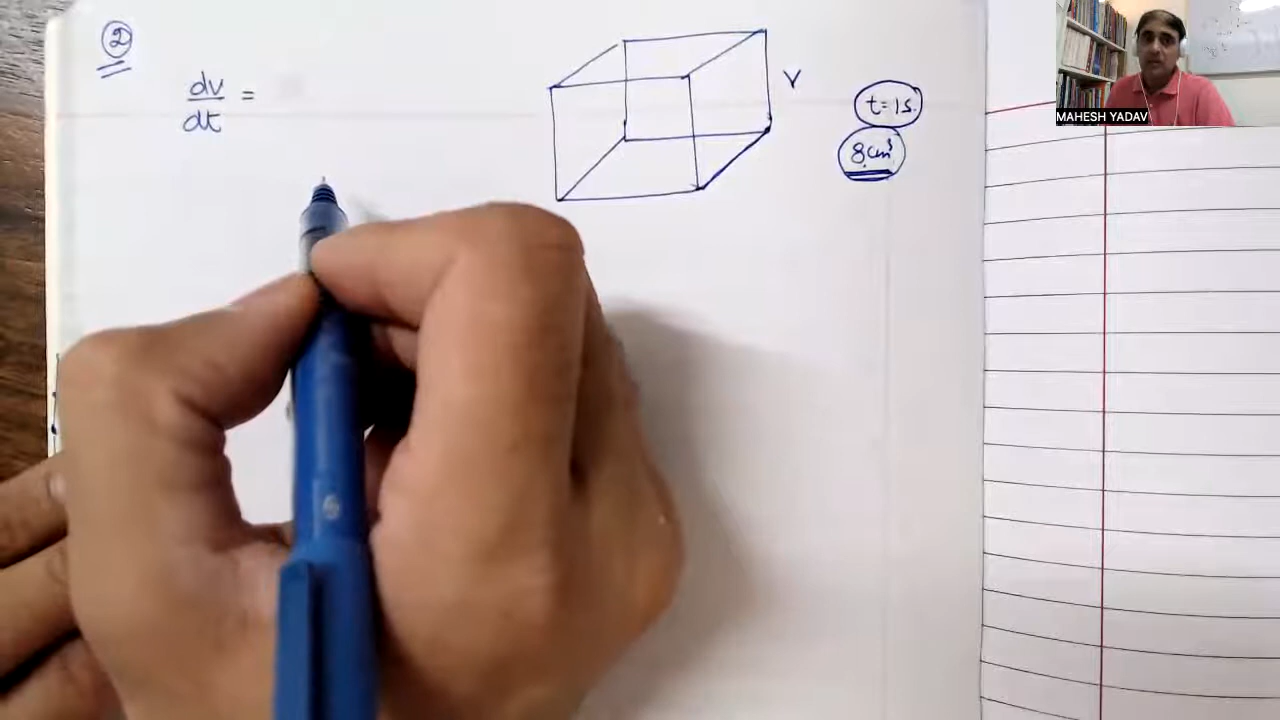 ②
dv
dt =
V
t = 1s.
8cm³
MAHESH YADAV